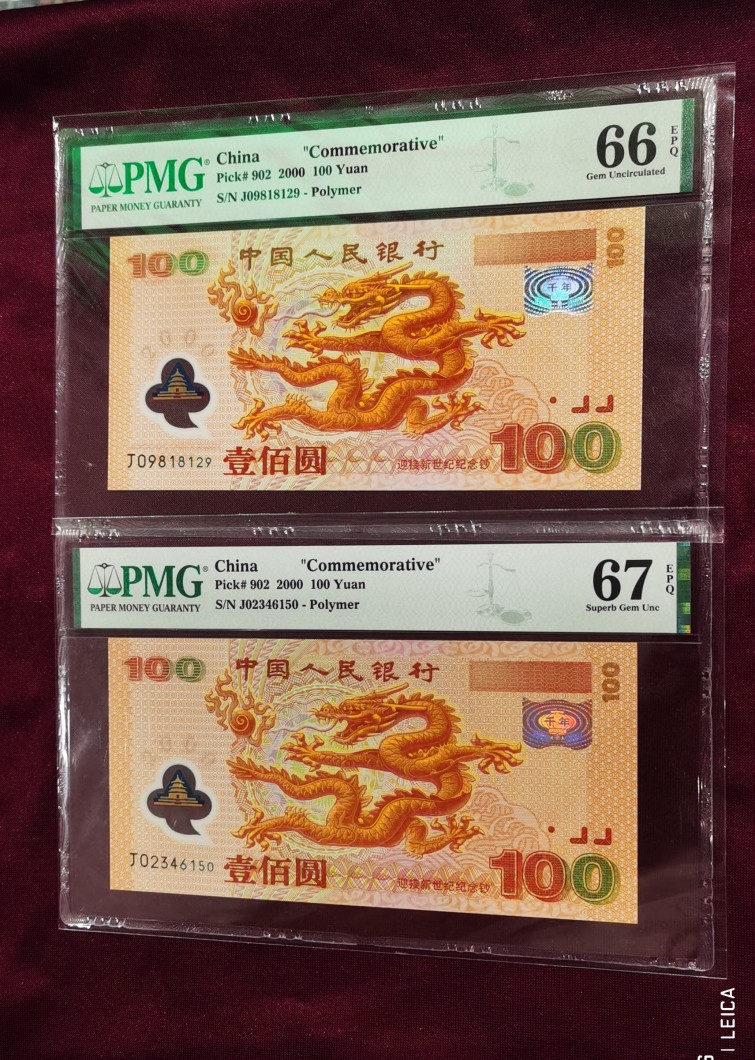 PMG
PAPER MONEY GUARANTY
China "Commemorative"
Pick# 902 2000 100 Yuan
S/N J09818129 - Polymer
66
EPQ
Gem Uncirculated
100
中国人民银行
100
千年
2000
J09818129
壹佰圆
迎接新世纪纪念钞
100
PMG
PAPER MONEY GUARANTY
China "Commemorative"
Pick# 902 2000 100 Yuan
S/N J02346150 - Polymer
67
EPQ
Superb Gem Unc
100
中国人民银行
100
千年
2000
J02346150
壹佰圆
迎接新世纪纪念钞
100
LEICA